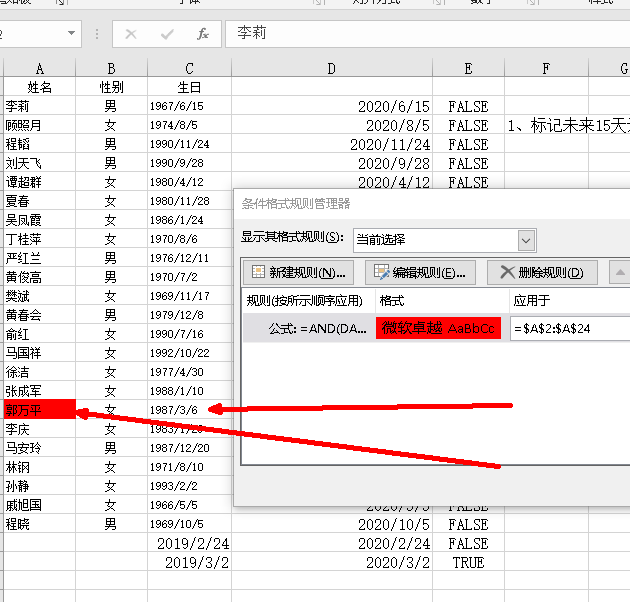 李莉
A B C D E F G
姓名 性别 生日
李莉 男 1967/6/15 2020/6/15 FALSE
顾照月 女 1974/8/5 2020/8/5 FALSE 1、标记未来15天
程韬 男 1990/11/24 2020/11/24 FALSE
刘天飞 男 1990/9/28 2020/9/28 FALSE
谭超群 女 1980/4/12 2020/4/12 FALSE
夏春 女 1980/11/28
吴凤霞 女 1986/1/24
丁桂萍 女 1970/8/6
严红兰 男 1976/12/11
黄俊高 男 1970/7/2
樊斌 女 1969/11/17
黄春会 男 1979/12/8
俞红 女 1990/7/16
马国祥 女 1992/10/22
徐洁 女 1977/4/30
张成军 女 1988/1/10
郭万平 女 1987/3/6
李庆 女
马安玲 男 1987/12/20
林钢 女 1971/8/10
孙静 女 1993/2/2
戚旭国 女 1966/5/5 FALSE
程晓 男 1969/10/5 2020/10/5 FALSE
2019/2/24 2020/2/24 FALSE
2019/3/2 2020/3/2 TRUE
条件格式规则管理器
显示其格式规则(S): 当前选择
新建规则(N)... 编辑规则(E)... 删除规则(D)
规则(按所示顺序应用) 格式 应用于
公式: =AND(DA... 微软卓越 AaBbCc =$A$2:$A$24